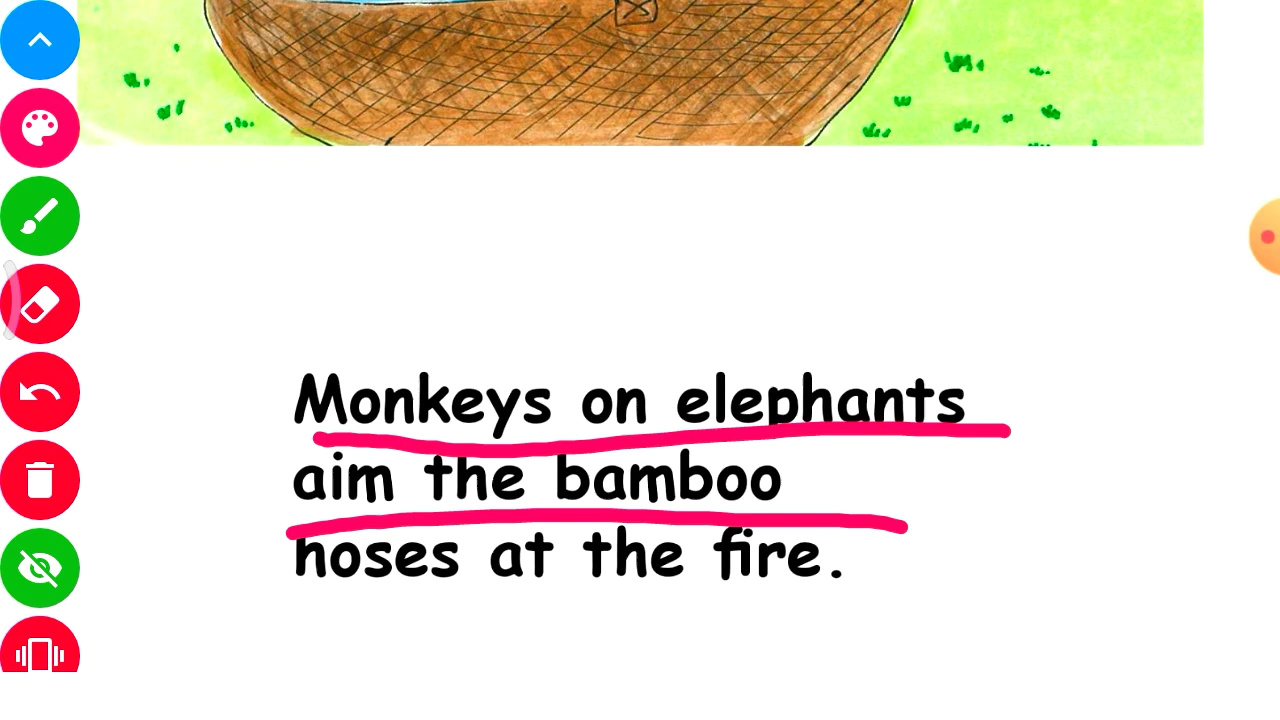 Monkeys on elephants
aim the bamboo
hoses at the fire.